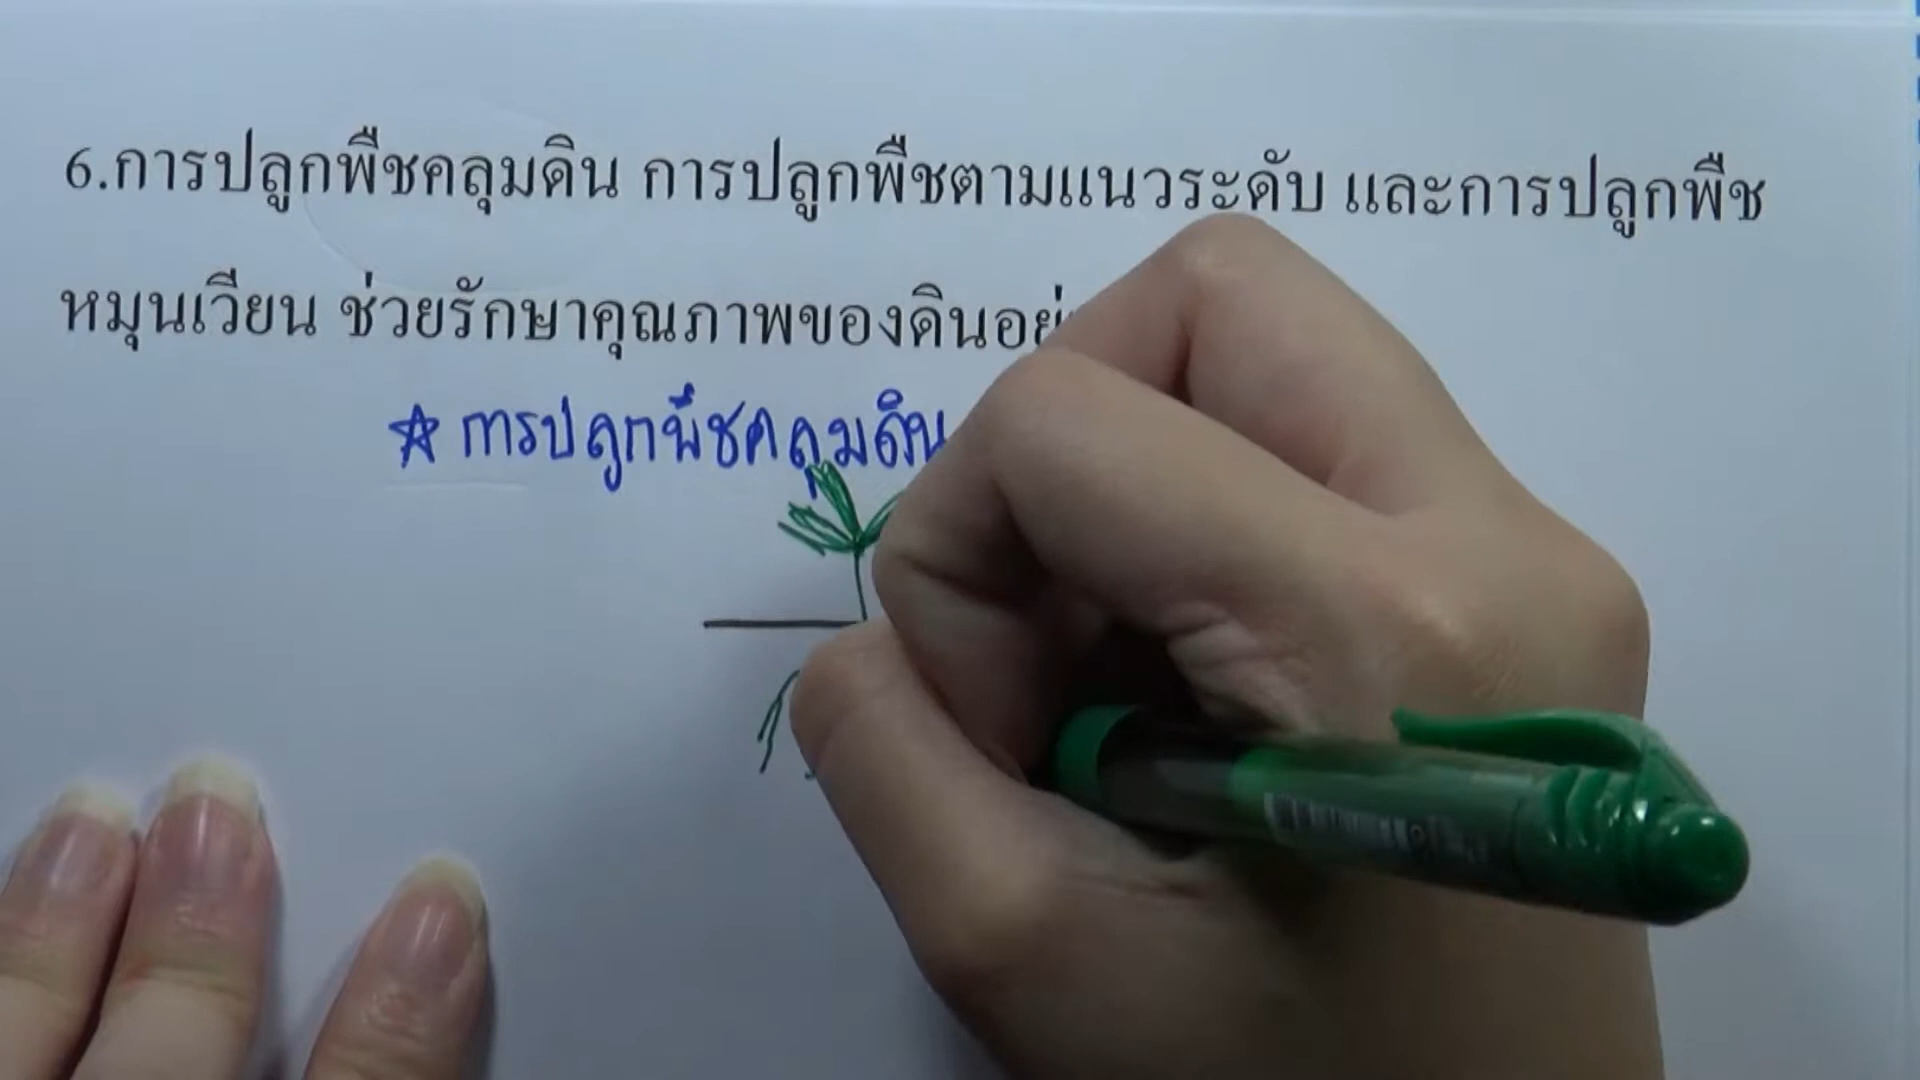 6.การปลูกพืชคลุมดิน การปลูกพืชตามแนวระดับ และการปลูกพืช
หมุนเวียน ช่วยรักษาคุณภาพของดินอย่
☆ การปลูกพืชคลุมดิน